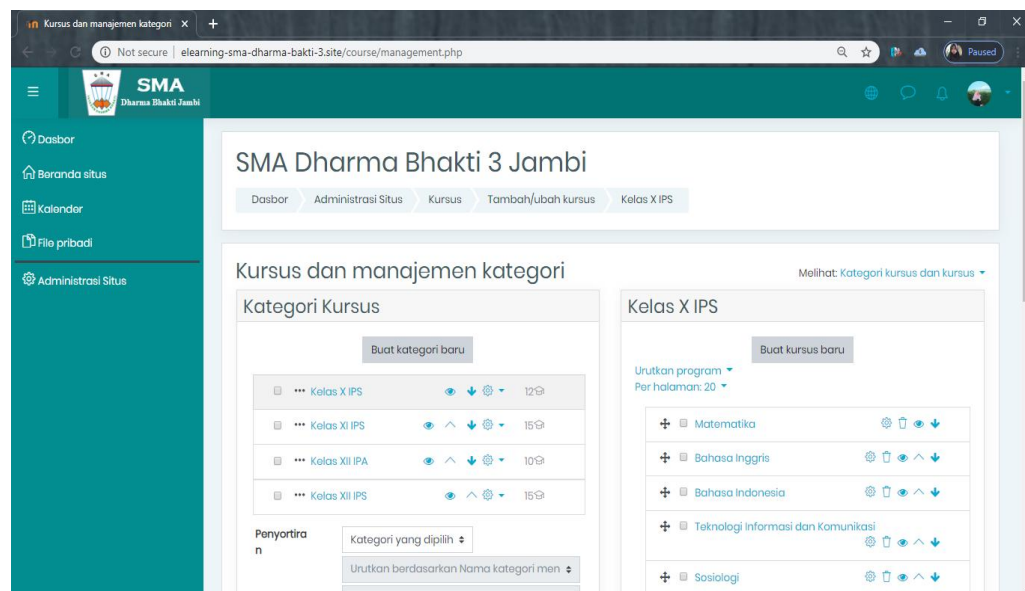 Kursus dan manajemen kategori
Not secure | elearning-sma-dharma-bakti-3.site/course/management.php
Paused
SMA
Dharma Bhakti Jambi
Dasbor
Beranda situs
Kalender
File pribadi
Administrasi Situs
SMA Dharma Bhakti 3 Jambi
Dasbor Administrasi Situs Kursus Tambah/ubah kursus Kelas X IPS
Kursus dan manajemen kategori
Melihat: Kategori kursus dan kursus
Kategori Kursus
Buat kategori baru
Kelas X IPS 12
Kelas XI IPS 15
Kelas XII IPA 10
Kelas XII IPS 15
Penyortira
n
Kategori yang dipilih
Urutkan berdasarkan Nama kategori men
Kelas X IPS
Buat kursus baru
Urutkan program
Per halaman: 20
Matematika
Bahasa Inggris
Bahasa Indonesia
Teknologi Informasi dan Komunikasi
Sosiologi